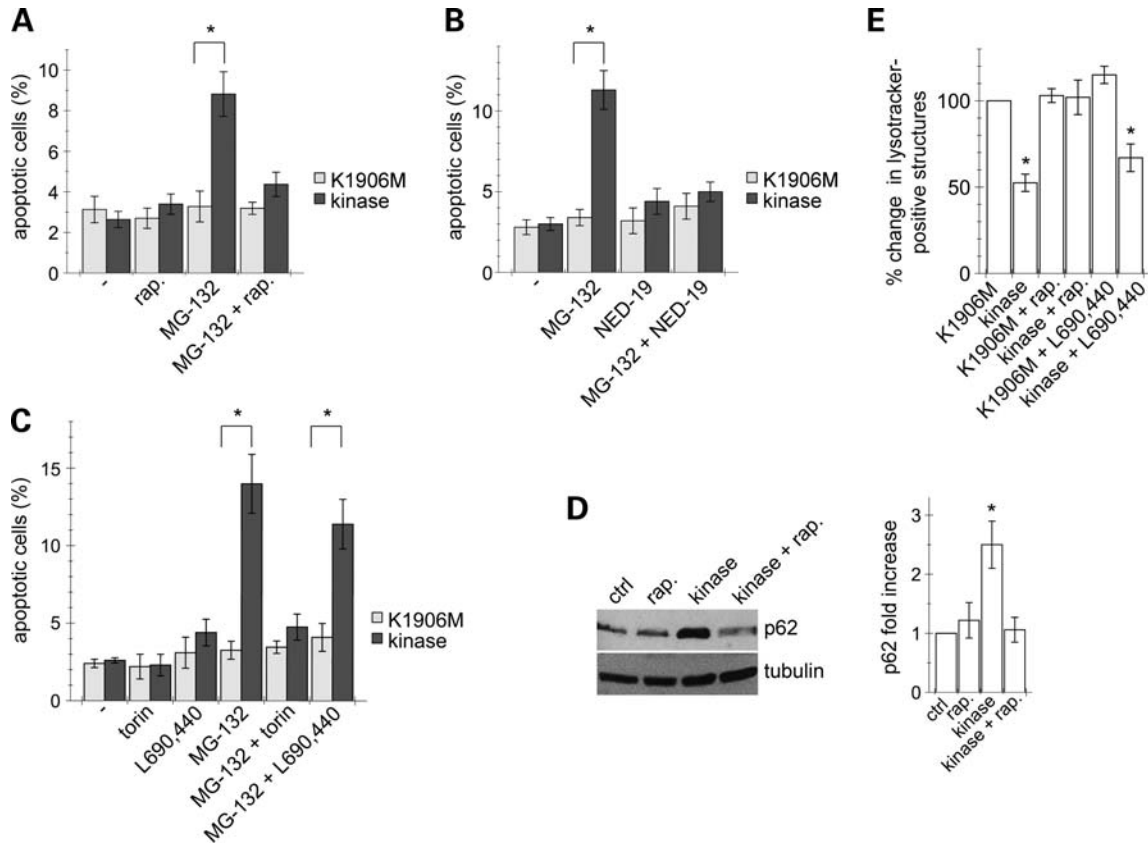 A
apoptotic cells (%)
10
8
6
4
2
0
*
-
rap.
MG-132
MG-132 + rap.
K1906M
kinase
B
apoptotic cells (%)
10
5
0
*
-
MG-132
NED-19
MG-132 + NED-19
K1906M
kinase
E
% change in lysotracker-
positive structures
100
50
0
*
*
K1906M
kinase
K1906M + rap.
kinase + rap.
K1906M + L690,440
kinase + L690,440
C
apoptotic cells (%)
15
10
5
0
*
*
-
torin
L690,440
MG-132
MG-132 + torin
MG-132 + L690,440
K1906M
kinase
D
ctrl
rap.
kinase
kinase + rap.
p62
tubulin
p62 fold increase
3
2
1
0
*
ctrl
rap.
kinase
kinase + rap.